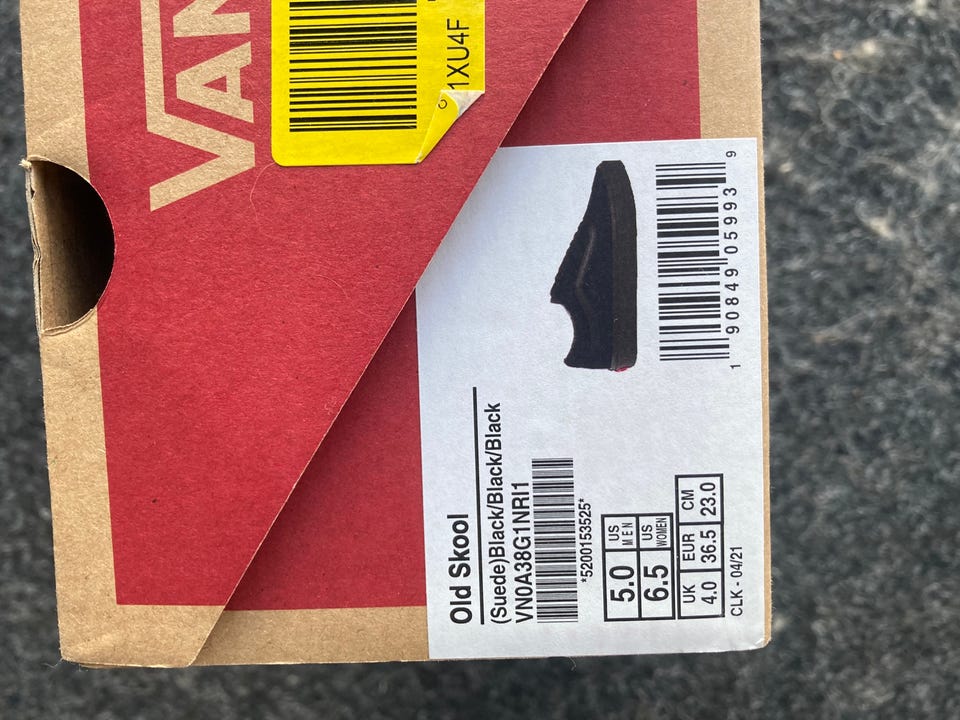 VAN
1XU4F
Old Skool
(Suede)Black/Black/Black
VN0A38G1NRI1
*5200153525*
5.0 US MEN
6.5 US WOMEN
UK EUR CM
4.0 36.5 23.0
CLK - 04/21
1 90849 05993 9